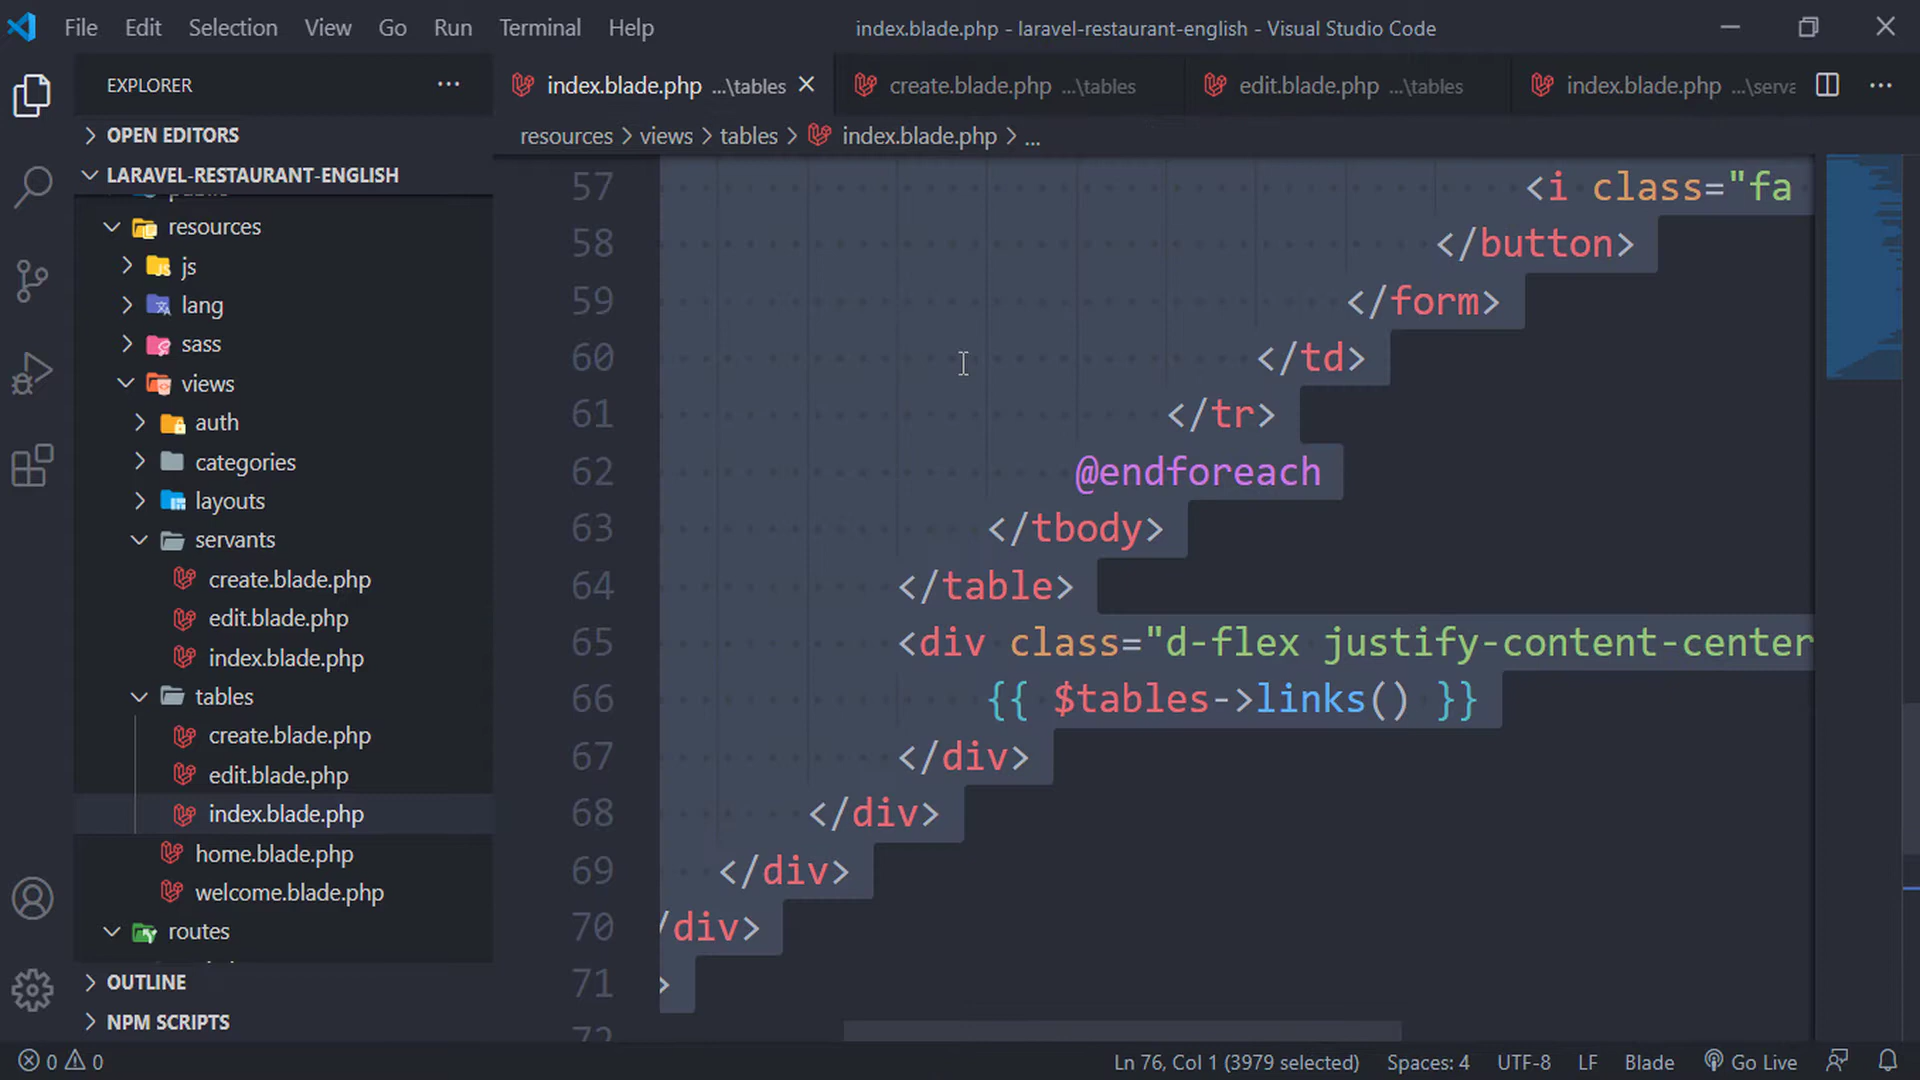 File Edit Selection View Go Run Terminal Help index.blade.php - laravel-restaurant-english - Visual Studio Code
EXPLORER ...
index.blade.php ...\tables create.blade.php ...\tables edit.blade.php ...\tables index.blade.php ...\serva ...
OPEN EDITORS
resources > views > tables > index.blade.php > ...
LARAVEL-RESTAURANT-ENGLISH
resources
js
lang
sass
views
auth
categories
layouts
servants
create.blade.php
edit.blade.php
index.blade.php
tables
create.blade.php
edit.blade.php
index.blade.php
home.blade.php
welcome.blade.php
routes
OUTLINE
NPM SCRIPTS
57 <i class="fa
58 </button>
59 </form>
60 </td>
61 </tr>
62 @endforeach
63 </tbody>
64 </table>
65 <div class="d-flex justify-content-center
66 {{ $tables->links() }}
67 </div>
68 </div>
69 </div>
70 /div>
71 >
72
0 0 Ln 76, Col 1 (3979 selected) Spaces: 4 UTF-8 LF Blade Go Live